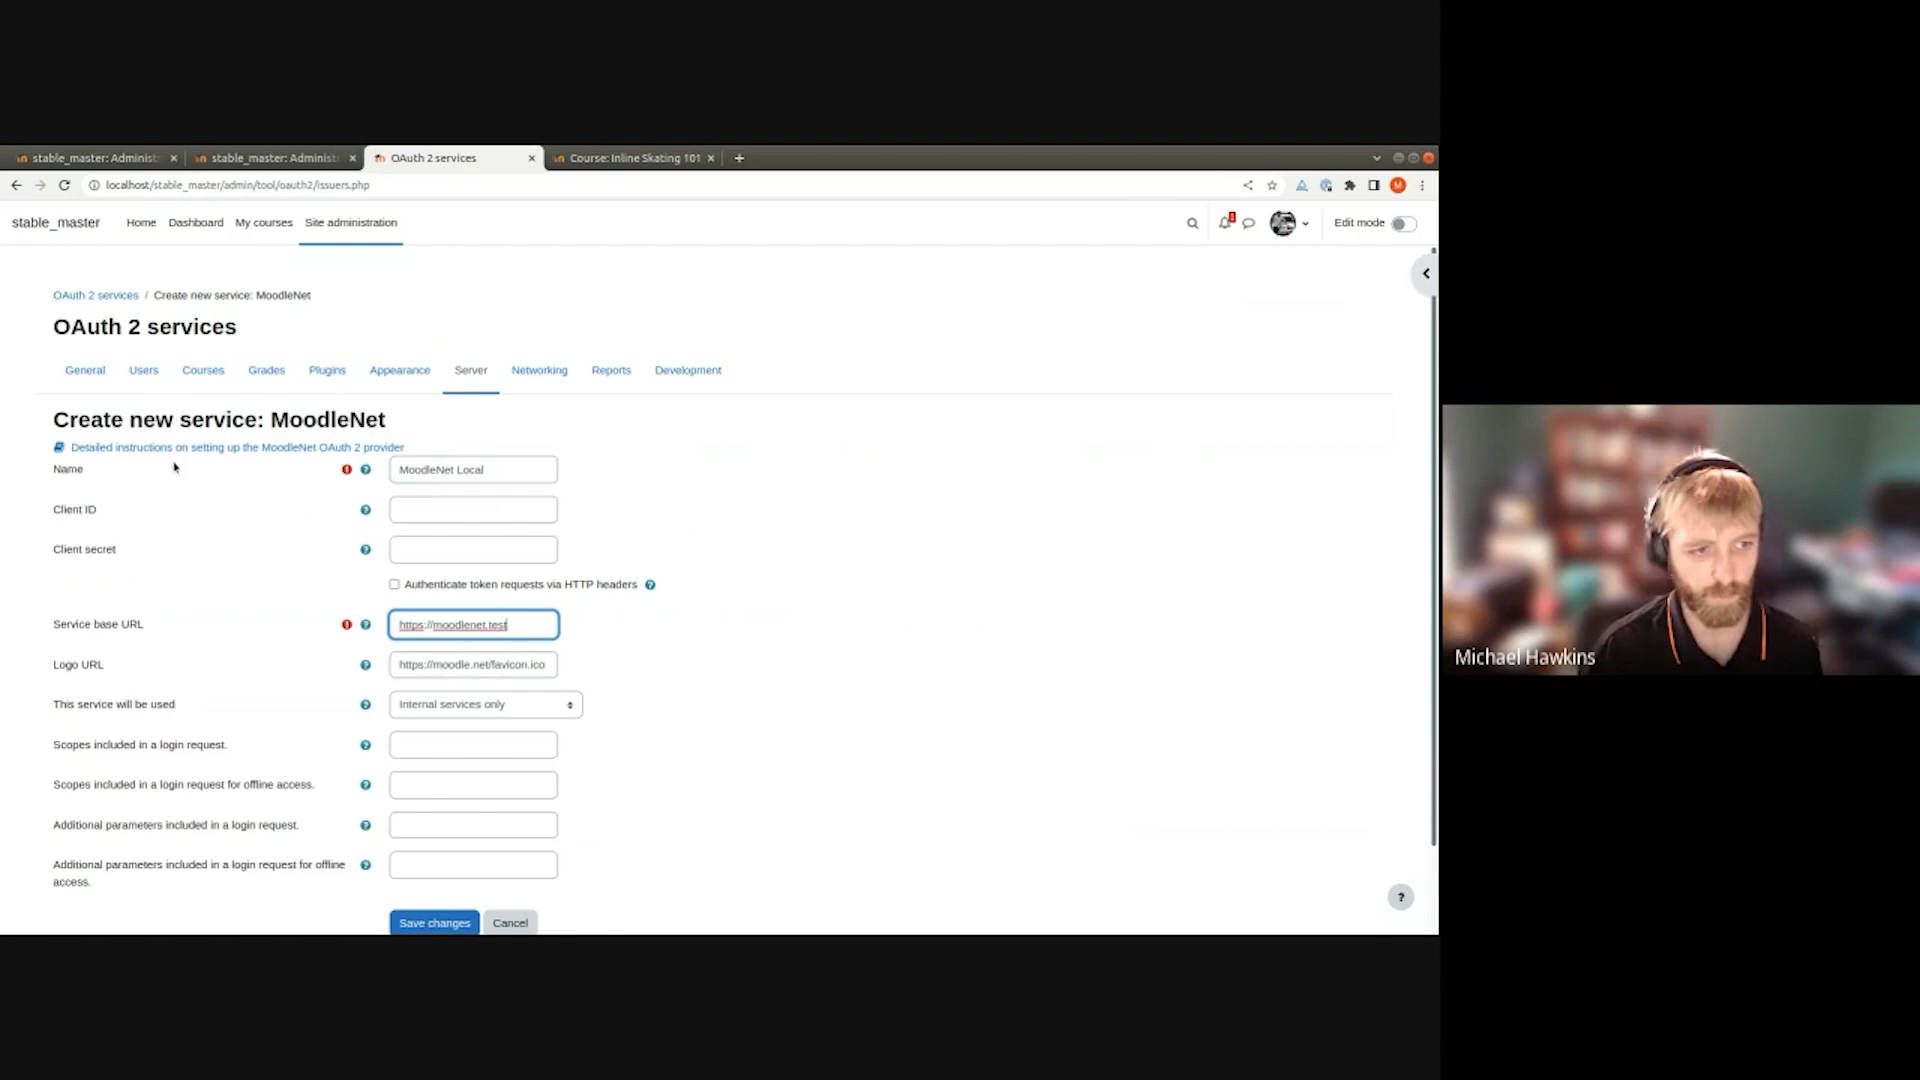 stable_master: Administ
stable_master: Administ
OAuth 2 services
Course: Inline Skating 101
localhost/stable_master/admin/tool/oauth2/issuers.php
M
stable_master
Home
Dashboard
My courses
Site administration
1
Edit mode
OAuth 2 services / Create new service: MoodleNet
OAuth 2 services
General
Users
Courses
Grades
Plugins
Appearance
Server
Networking
Reports
Development
Create new service: MoodleNet
Detailed instructions on setting up the MoodleNet OAuth 2 provider
Name
MoodleNet Local
Client ID
Client secret
Authenticate token requests via HTTP headers
Service base URL
https://moodlenet.test
Logo URL
https://moodle.net/favicon.ico
This service will be used
Internal services only
Scopes included in a login request.
Scopes included in a login request for offline access.
Additional parameters included in a login request.
Additional parameters included in a login request for offline
access.
Save changes
Cancel
?
Michael Hawkins